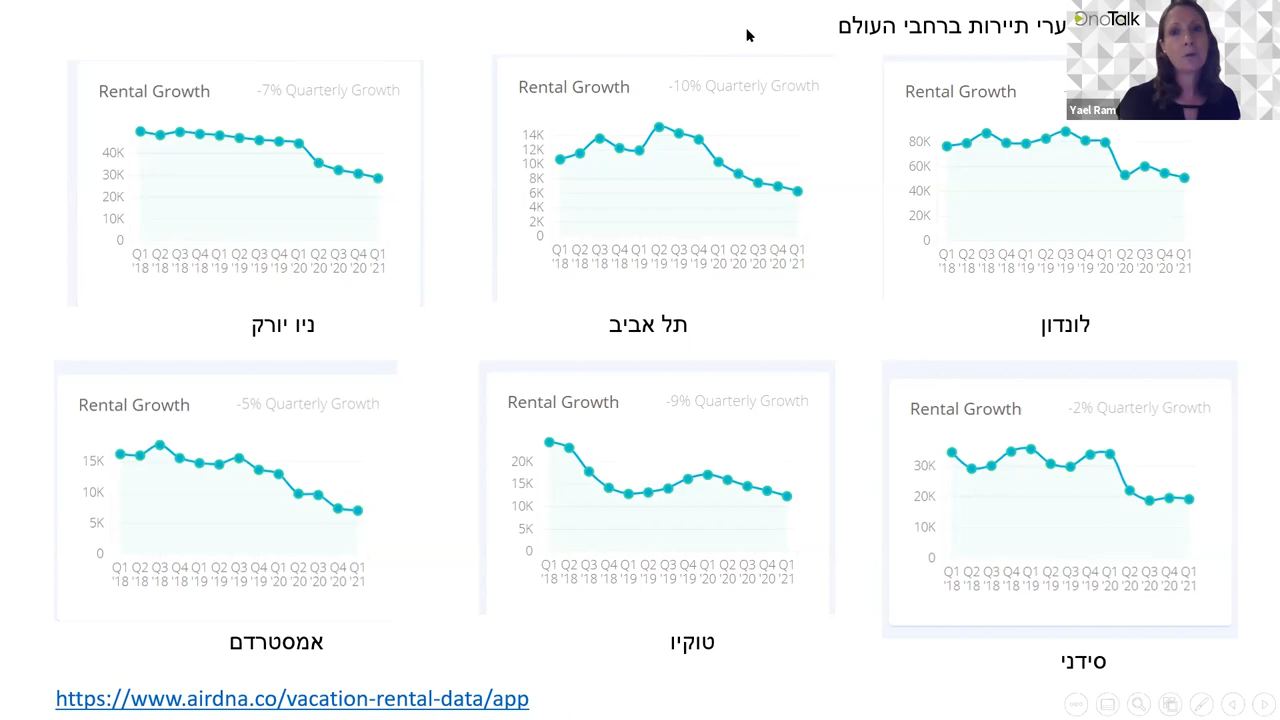 ערי תיירות ברחבי העולם
OnoTalk
Yael Ram
Rental Growth
-7% Quarterly Growth
40K
30K
20K
10K
0
Q1 Q2 Q3 Q4 Q1 Q2 Q3 Q4 Q1 Q2 Q3 Q4 Q1
'18 '18 '18 '18 '19 '19 '19 '19 '20 '20 '20 '20 '21
ניו יורק
Rental Growth
-10% Quarterly Growth
14K
12K
10K
8K
6K
4K
2K
0
Q1 Q2 Q3 Q4 Q1 Q2 Q3 Q4 Q1 Q2 Q3 Q4 Q1
'18 '18 '18 '18 '19 '19 '19 '19 '20 '20 '20 '20 '21
תל אביב
Rental Growth
80K
60K
40K
20K
0
Q1 Q2 Q3 Q4 Q1 Q2 Q3 Q4 Q1 Q2 Q3 Q4 Q1
'18 '18 '18 '18 '19 '19 '19 '19 '20 '20 '20 '20 '21
לונדון
Rental Growth
-5% Quarterly Growth
15K
10K
5K
0
Q1 Q2 Q3 Q4 Q1 Q2 Q3 Q4 Q1 Q2 Q3 Q4 Q1
'18 '18 '18 '18 '19 '19 '19 '19 '20 '20 '20 '20 '21
אמסטרדם
Rental Growth
-9% Quarterly Growth
20K
15K
10K
5K
0
Q1 Q2 Q3 Q4 Q1 Q2 Q3 Q4 Q1 Q2 Q3 Q4 Q1
'18 '18 '18 '18 '19 '19 '19 '19 '20 '20 '20 '20 '21
טוקיו
Rental Growth
-2% Quarterly Growth
30K
20K
10K
0
Q1 Q2 Q3 Q4 Q1 Q2 Q3 Q4 Q1 Q2 Q3 Q4 Q1
'18 '18 '18 '18 '19 '19 '19 '19 '20 '20 '20 '20 '21
סידני
https://www.airdna.co/vacation-rental-data/app